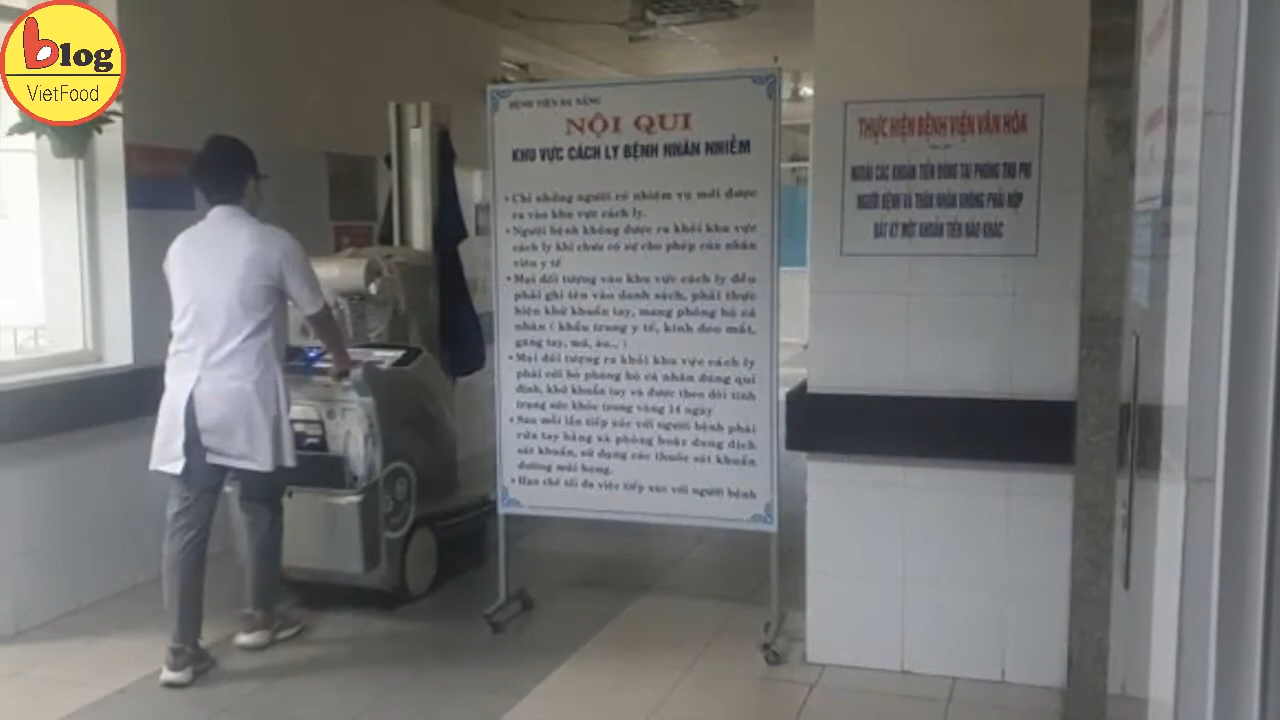 blog
VietFood
BỆNH VIỆN ĐÀ NẴNG
NỘI QUI
KHU VỰC CÁCH LY BỆNH NHÂN NHIỄM
• Chỉ những người có nhiệm vụ mới được
ra vào khu vực cách ly.
• Người bệnh không được ra khỏi khu vực
cách ly khi chưa có sự cho phép của nhân
viên y tế
• Mọi đối tượng vào khu vực cách ly đều
phải ghi tên vào danh sách, phải thực
hiện khử khuẩn tay, mang phòng hộ cá
nhân ( khẩu trang y tế, kính đeo mắt,
găng tay, mũ, áo.., )
• Mọi đối tượng ra khỏi khu vực cách ly
phải cởi bỏ phòng hộ cá nhân đúng qui
định, khử khuẩn tay và được theo dõi tình
trạng sức khỏe trong vòng 14 ngày
• Sau mỗi lần tiếp xúc với người bệnh phải
rửa tay bằng xà phòng hoặc dung dịch
sát khuẩn, sử dụng các thuốc sát khuẩn
đường mũi họng.
• Hạn chế tối đa việc tiếp xúc với người bệnh
THỰC HIỆN BỆNH VIỆN VĂN HÓA
NGOÀI CÁC KHOẢN TIỀN ĐÓNG TẠI PHÒNG THU PHÍ
NGƯỜI BỆNH VÀ THÂN NHÂN KHÔNG PHẢI NỘP
BẤT KỲ MỘT KHOẢN TIỀN NÀO KHÁC